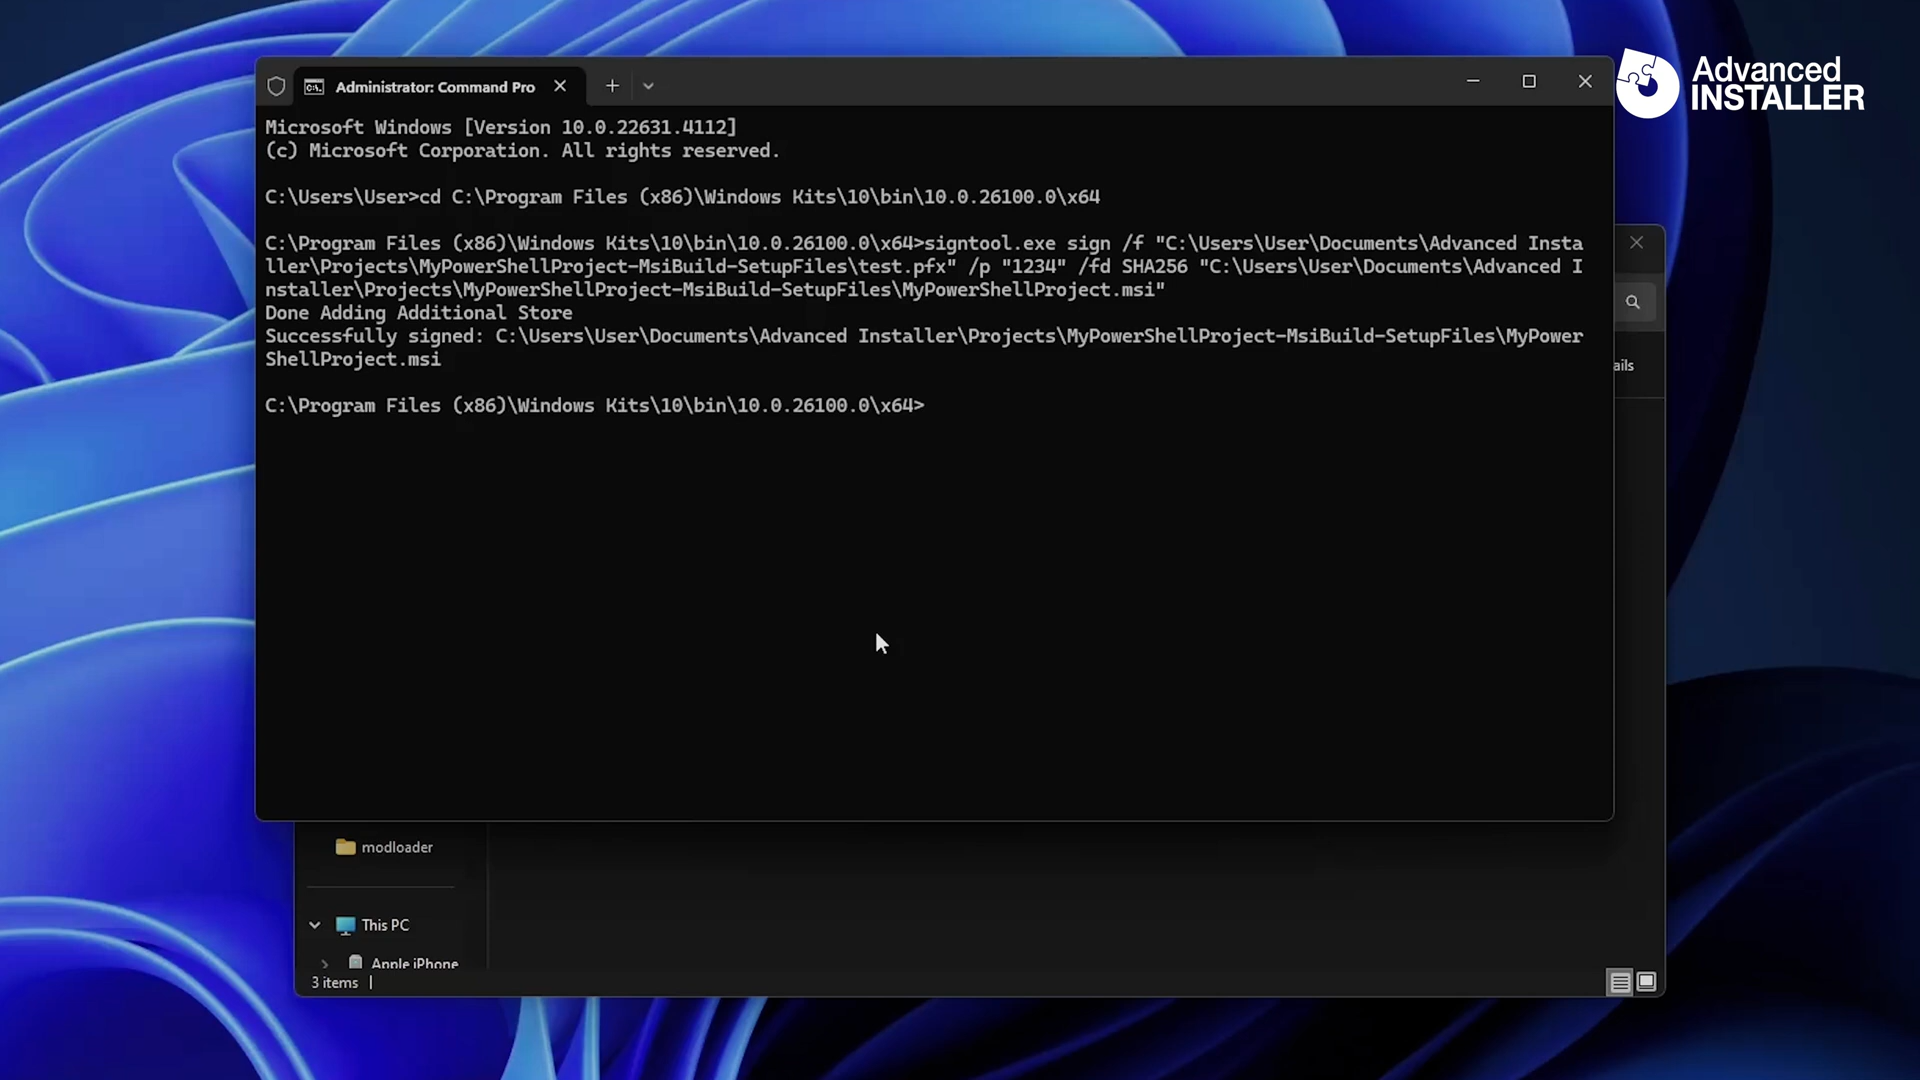 Advanced
INSTALLER
Administrator: Command Pro
Microsoft Windows [Version 10.0.22631.4112]
(c) Microsoft Corporation. All rights reserved.
C:\Users\User>cd C:\Program Files (x86)\Windows Kits\10\bin\10.0.26100.0\x64
C:\Program Files (x86)\Windows Kits\10\bin\10.0.26100.0\x64>signtool.exe sign /f "C:\Users\User\Documents\Advanced Insta
ller\Projects\MyPowerShellProject-MsiBuild-SetupFiles\test.pfx" /p "1234" /fd SHA256 "C:\Users\User\Documents\Advanced I
nstaller\Projects\MyPowerShellProject-MsiBuild-SetupFiles\MyPowerShellProject.msi"
Done Adding Additional Store
Successfully signed: C:\Users\User\Documents\Advanced Installer\Projects\MyPowerShellProject-MsiBuild-SetupFiles\MyPower
ShellProject.msi
C:\Program Files (x86)\Windows Kits\10\bin\10.0.26100.0\x64>
ails
modloader
This PC
Apple iPhone
3 items